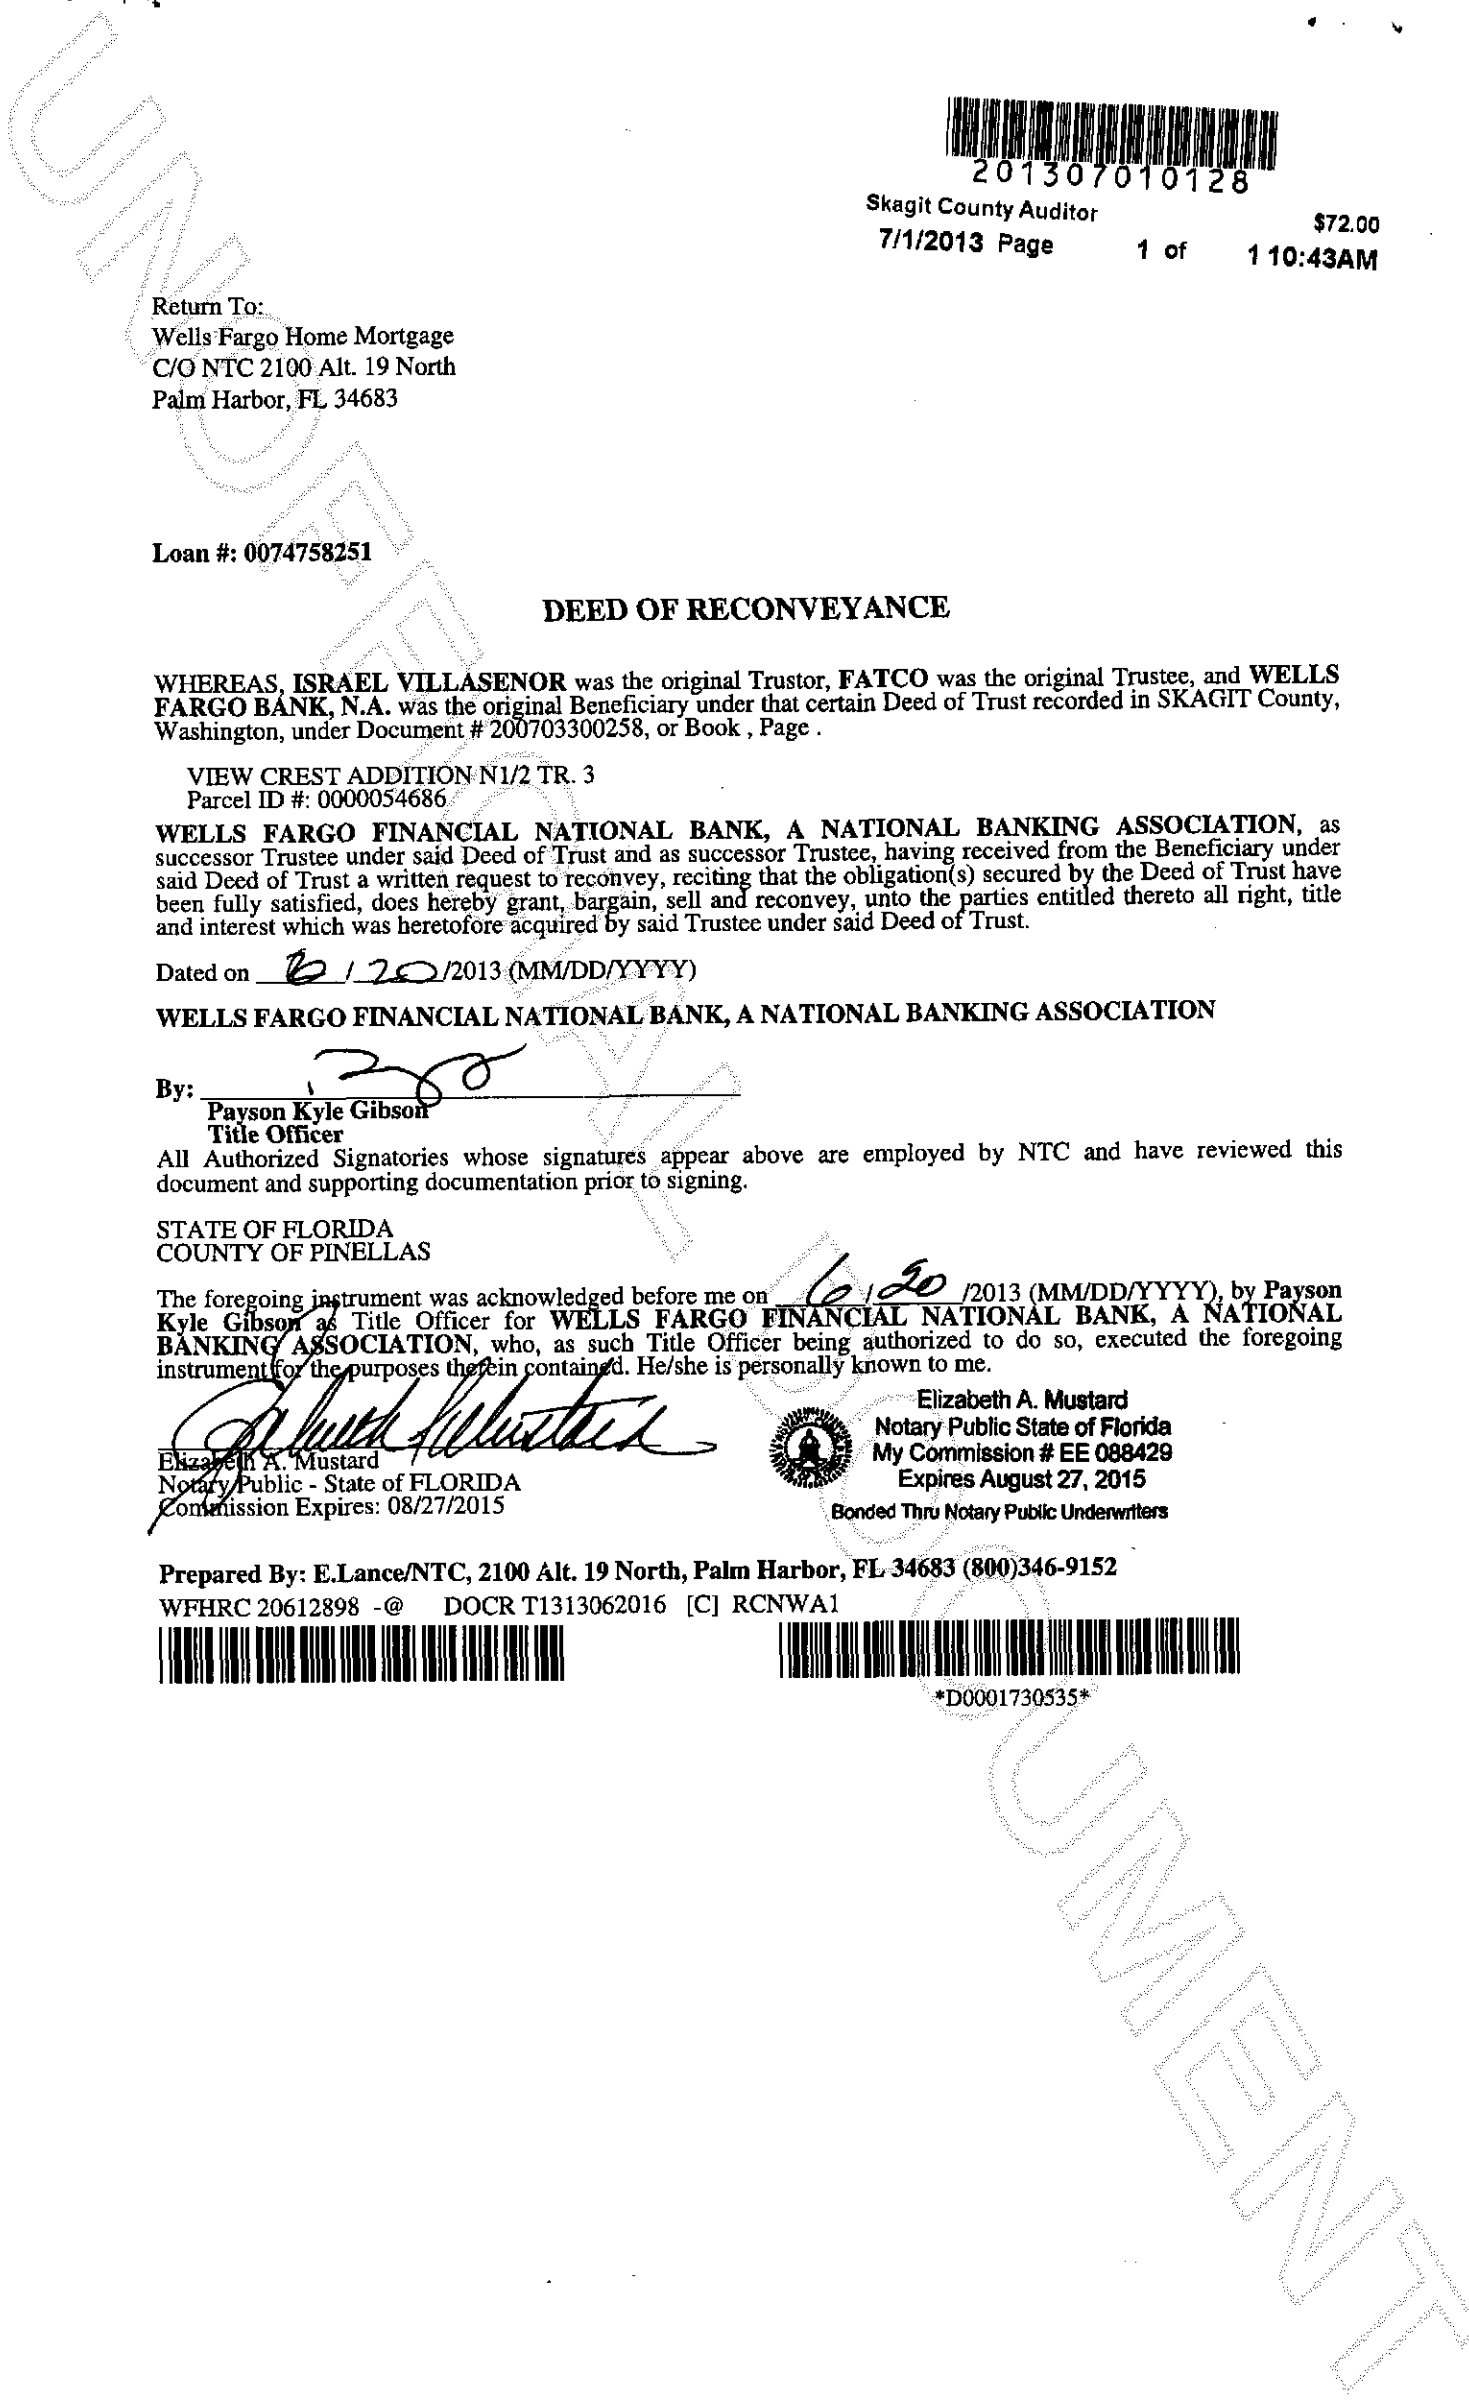 201307010128
Skagit County Auditor $72.00
7/1/2013 Page 1 of 1 10:43AM
Return To:
Wells Fargo Home Mortgage
C/O NTC 2100 Alt. 19 North
Palm Harbor, FL 34683
Loan #: 0074758251
DEED OF RECONVEYANCE
WHEREAS, ISRAEL VILLASENOR was the original Trustor, FATCO was the original Trustee, and WELLS
FARGO BANK, N.A. was the original Beneficiary under that certain Deed of Trust recorded in SKAGIT County,
Washington, under Document # 200703300258, or Book , Page .
VIEW CREST ADDITION N1/2 TR. 3
Parcel ID #: 0000054686
WELLS FARGO FINANCIAL NATIONAL BANK, A NATIONAL BANKING ASSOCIATION, as
successor Trustee under said Deed of Trust and as successor Trustee, having received from the Beneficiary under
said Deed of Trust a written request to reconvey, reciting that the obligation(s) secured by the Deed of Trust have
been fully satisfied, does hereby grant, bargain, sell and reconvey, unto the parties entitled thereto all right, title
and interest which was heretofore acquired by said Trustee under said Deed of Trust.
Dated on 6 / 20 /2013 (MM/DD/YYYY)
WELLS FARGO FINANCIAL NATIONAL BANK, A NATIONAL BANKING ASSOCIATION
By:
Payson Kyle Gibson
Title Officer
All Authorized Signatories whose signatures appear above are employed by NTC and have reviewed this
document and supporting documentation prior to signing.
STATE OF FLORIDA
COUNTY OF PINELLAS
The foregoing instrument was acknowledged before me on 6 / 20 /2013 (MM/DD/YYYY), by Payson
Kyle Gibson as Title Officer for WELLS FARGO FINANCIAL NATIONAL BANK, A NATIONAL
BANKING ASSOCIATION, who, as such Title Officer being authorized to do so, executed the foregoing
instrument for the purposes therein contained. He/she is personally known to me.
Elizabeth A. Mustard
Notary Public - State of FLORIDA
Commission Expires: 08/27/2015
Elizabeth A. Mustard
Notary Public State of Florida
My Commission # EE 088429
Expires August 27, 2015
Bonded Thru Notary Public Underwriters
Prepared By: E.Lance/NTC, 2100 Alt. 19 North, Palm Harbor, FL 34683 (800)346-9152
WFHRC 20612898 -@ DOCR T1313062016 [C] RCNWA1
*D0001730535*
UNOFFICIAL DOCUMENT